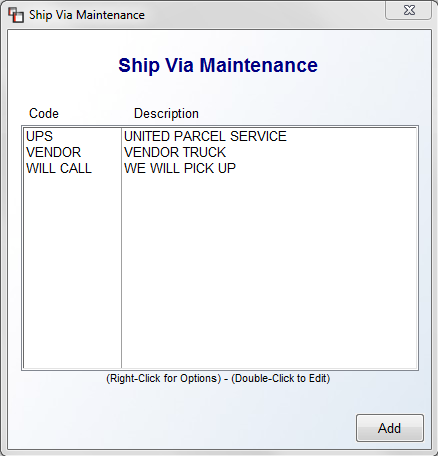 Ship Via Maintenance
Ship Via Maintenance
Code Description
UPS UNITED PARCEL SERVICE
VENDOR VENDOR TRUCK
WILL CALL WE WILL PICK UP
(Right-Click for Options) - (Double-Click to Edit)
Add